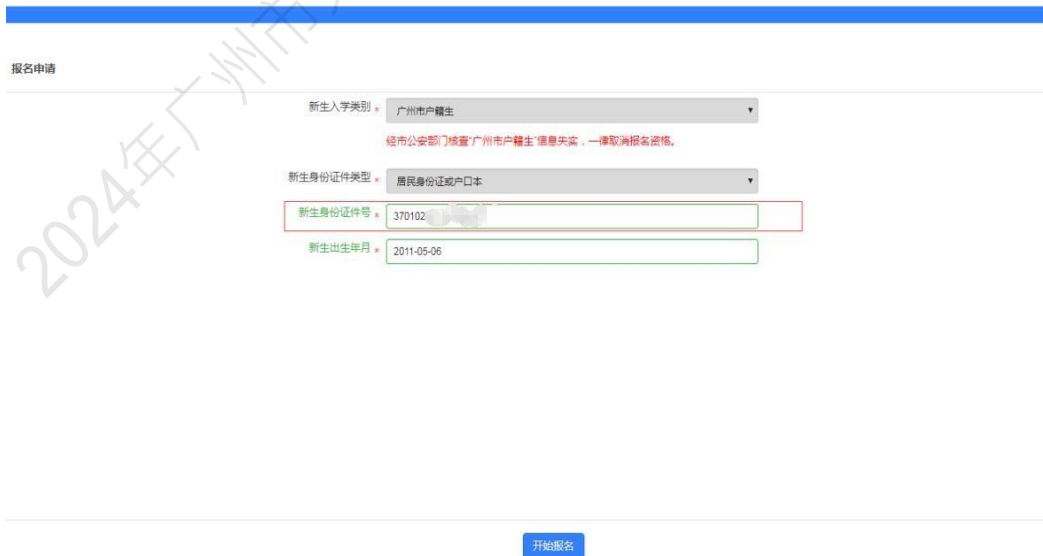 2024年广州市
报名申请
新生入学类别 * 广州市户籍生
经市公安部门核查"广州市户籍生"信息失实，一律取消报名资格。
新生身份证件类型 * 居民身份证或户口本
新生身份证件号 * 370102
新生出生年月 * 2011-05-06
开始报名